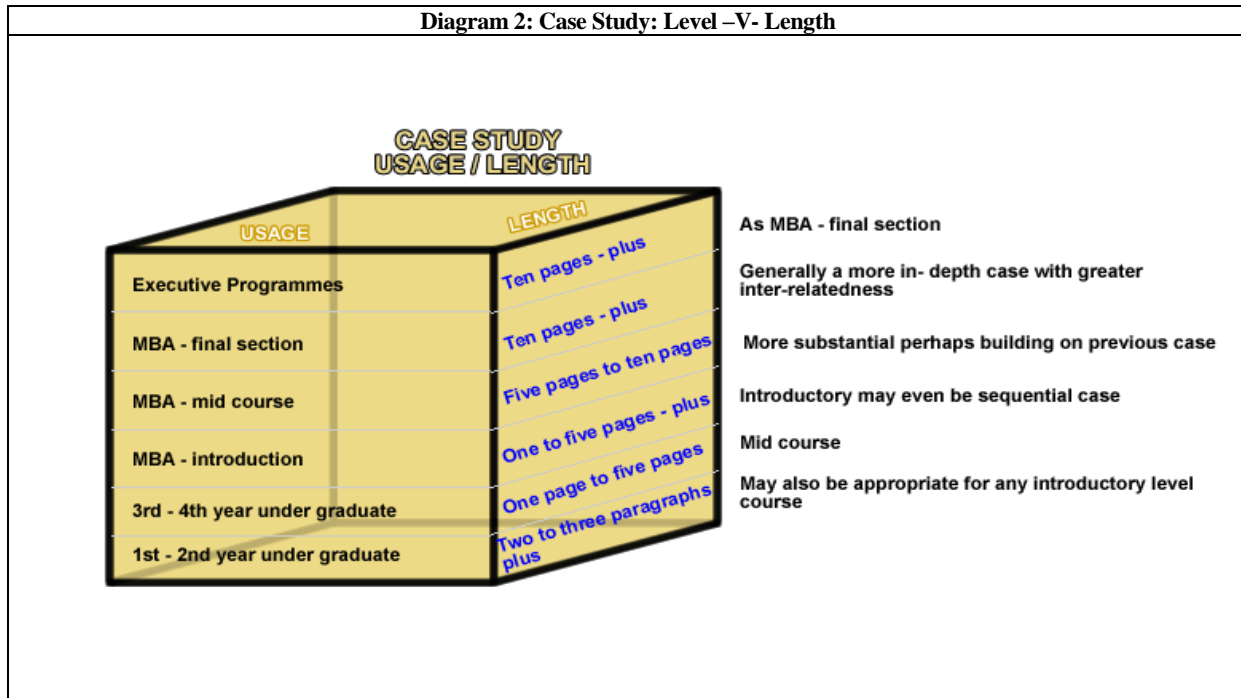 Diagram 2: Case Study: Level –V- Length
CASE STUDY
USAGE / LENGTH
USAGE
LENGTH
Executive Programmes
Ten pages - plus
As MBA - final section
MBA - final section
Ten pages - plus
Generally a more in- depth case with greater
inter-relatedness
MBA - mid course
Five pages to ten pages
More substantial perhaps building on previous case
MBA - introduction
One to five pages - plus
Introductory may even be sequential case
3rd - 4th year under graduate
One page to five pages
Mid course
1st - 2nd year under graduate
Two to three paragraphs
plus
May also be appropriate for any introductory level
course